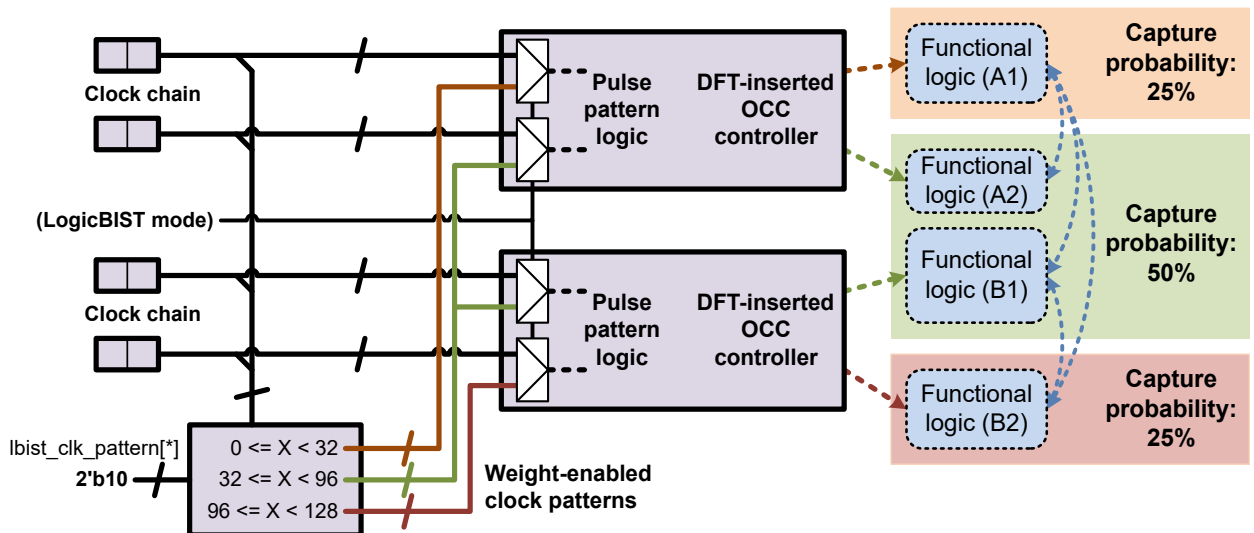 Clock chain
Pulse
pattern
logic
DFT-inserted
OCC
controller
Functional
logic (A1)
Capture
probability:
25%
Functional
logic (A2)
(LogicBIST mode)
Functional
logic (B1)
Capture
probability:
50%
Clock chain
Pulse
pattern
logic
DFT-inserted
OCC
controller
Functional
logic (B2)
Capture
probability:
25%
lbist_clk_pattern[*]
2'b10
0 <= X < 32
32 <= X < 96
96 <= X < 128
Weight-enabled
clock patterns